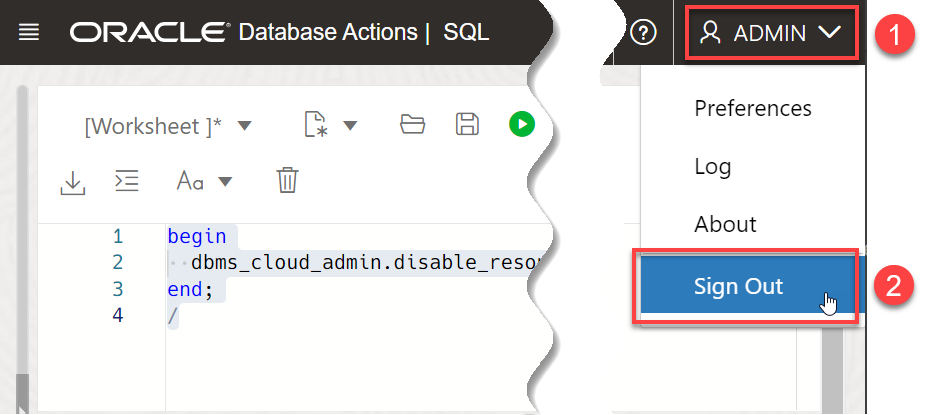 ORACLE Database Actions | SQL
? ADMIN
1
Preferences
Log
About
Sign Out
2
[Worksheet ]*
Aa
1 begin
2 dbms_cloud_admin.disable_reso
3 end;
4 /